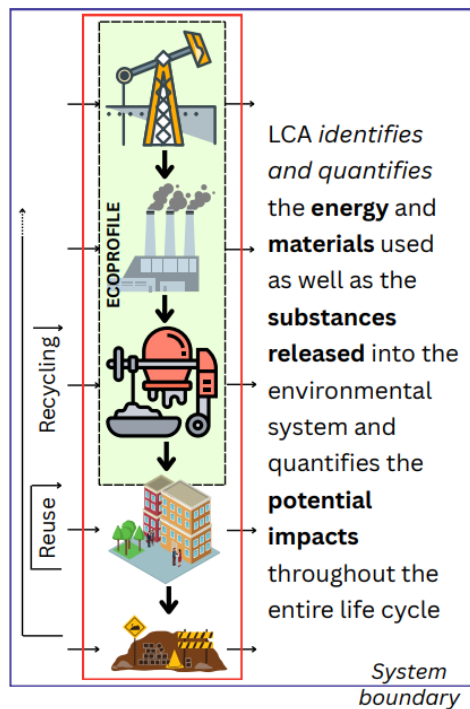 ECOPROFILE
Recycling
Reuse
LCA identifies
and quantifies
the energy and
materials used
as well as the
substances
released into the
environmental
system and
quantifies the
potential
impacts
throughout the
entire life cycle
System
boundary